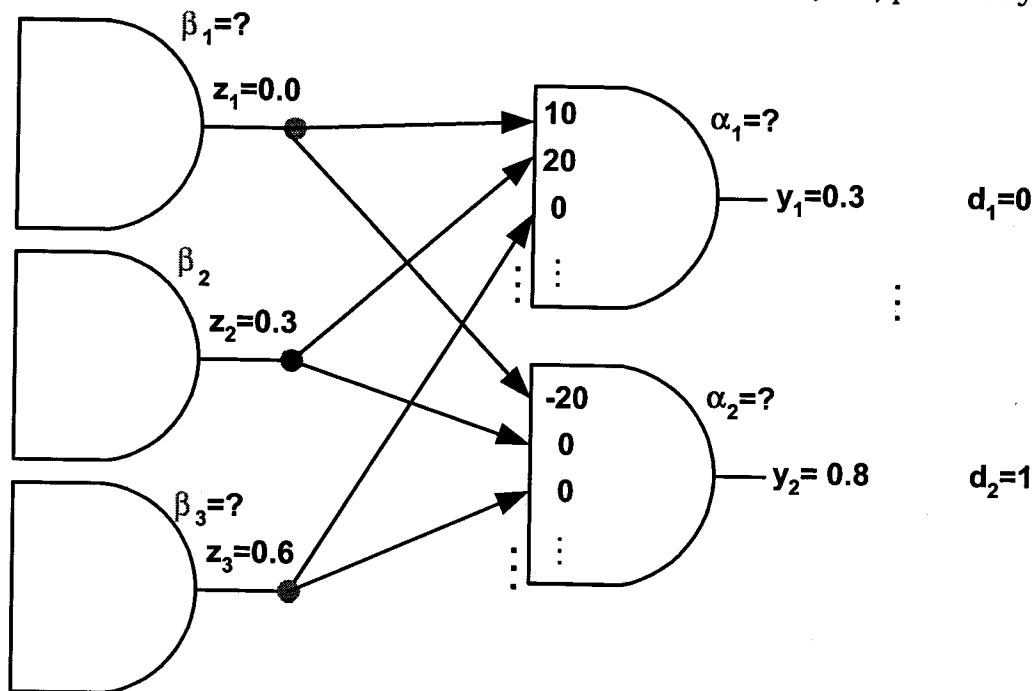 β₁=?
z₁=0.0
10
20
0
⋮
⋮
α₁=?
y₁=0.3
d₁=0
⋮
β₂
z₂=0.3
-20
0
0
⋮
⋮
α₂=?
y₂= 0.8
d₂=1
β₃=?
z₃=0.6